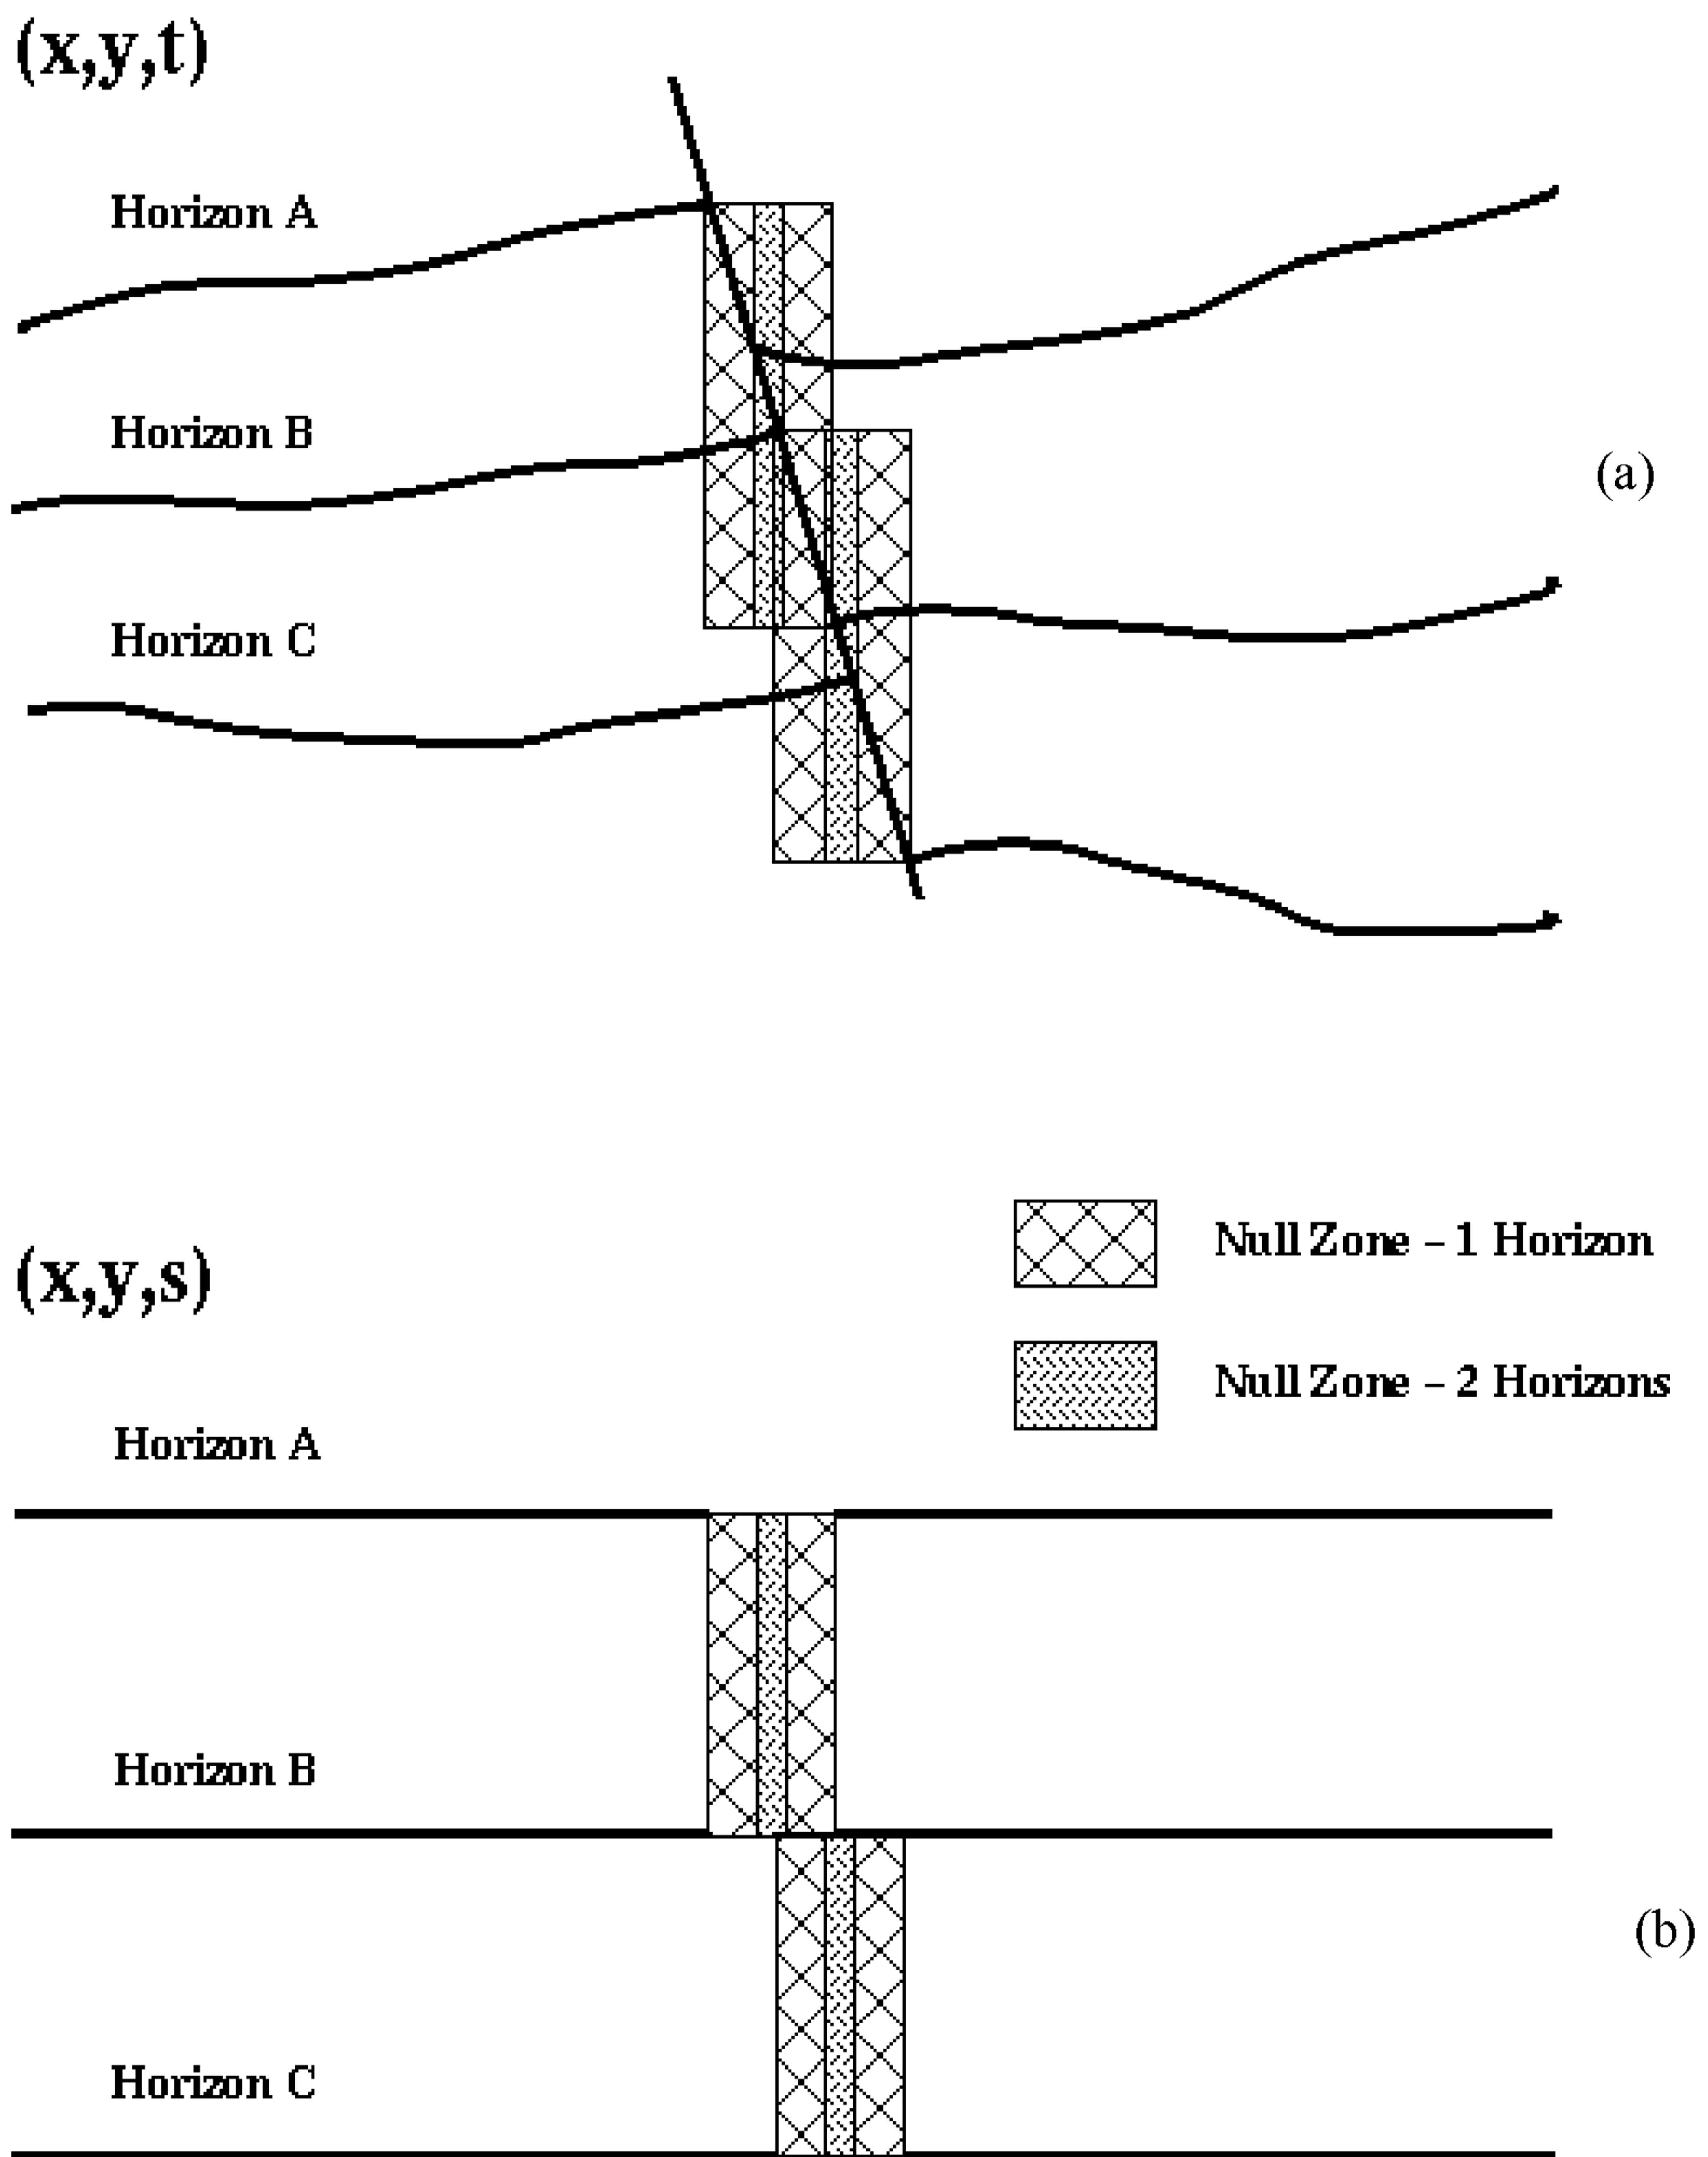 (x,y,t)
Horizon A
Horizon B
(a)
Horizon C
Null Zone – 1 Horizon
(x,y,s)
Null Zone – 2 Horizons
Horizon A
Horizon B
(b)
Horizon C